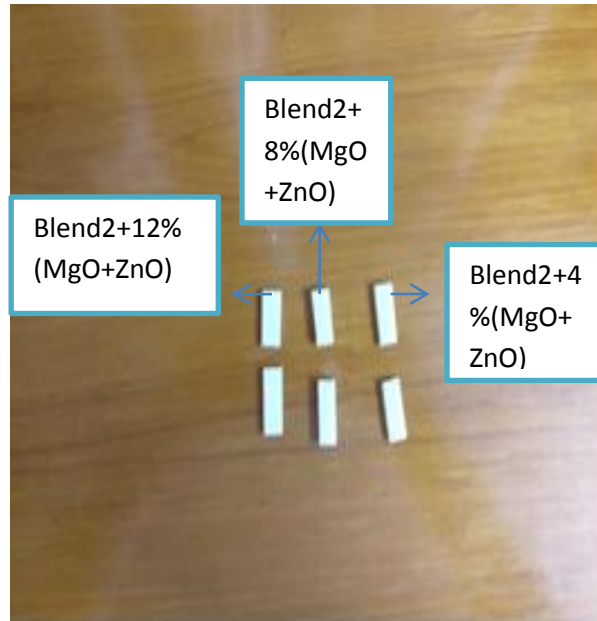 Blend2+
8%(MgO
+ZnO)
Blend2+12%
(MgO+ZnO)
Blend2+4
%(MgO+
ZnO)